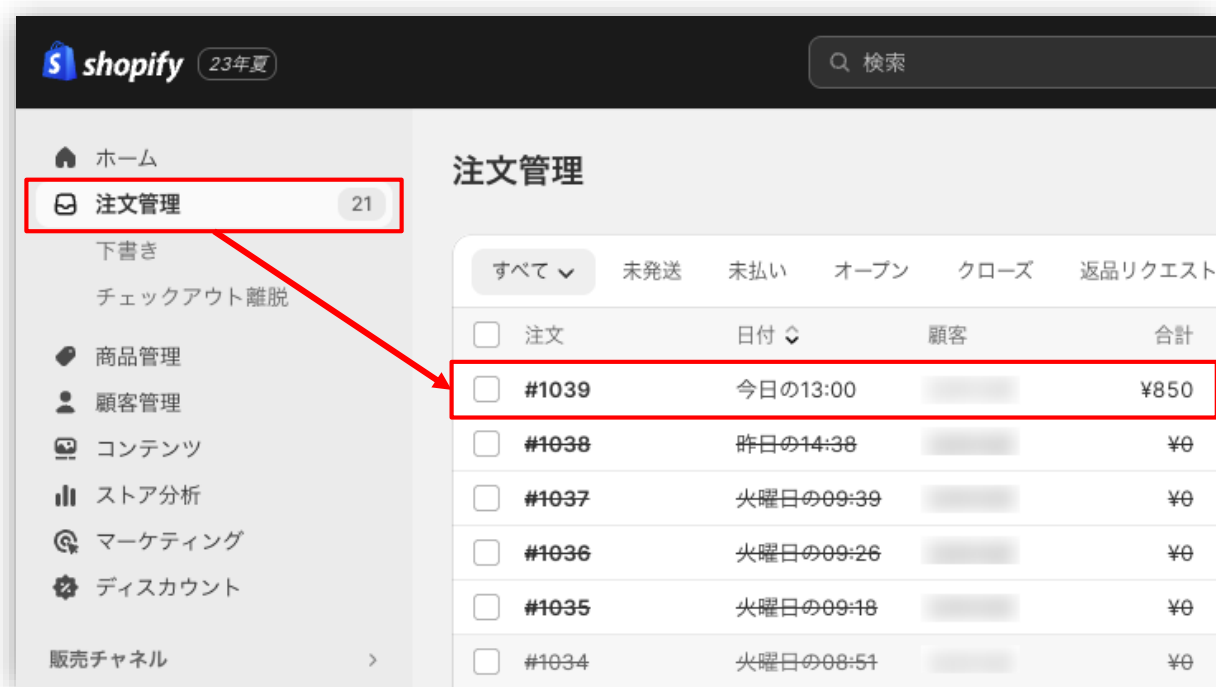 shopify 23年夏 検索
ホーム
注文管理 21
下書き
チェックアウト離脱
商品管理
顧客管理
コンテンツ
ストア分析
マーケティング
ディスカウント
販売チャネル
注文管理
すべて 未発送 未払い オープン クローズ 返品リクエスト
注文 日付 顧客 合計
#1039 今日の13:00 ¥850
#1038 昨日の14:38 ¥0
#1037 火曜日の09:39 ¥0
#1036 火曜日の09:26 ¥0
#1035 火曜日の09:18 ¥0
#1034 火曜日の08:51 ¥0